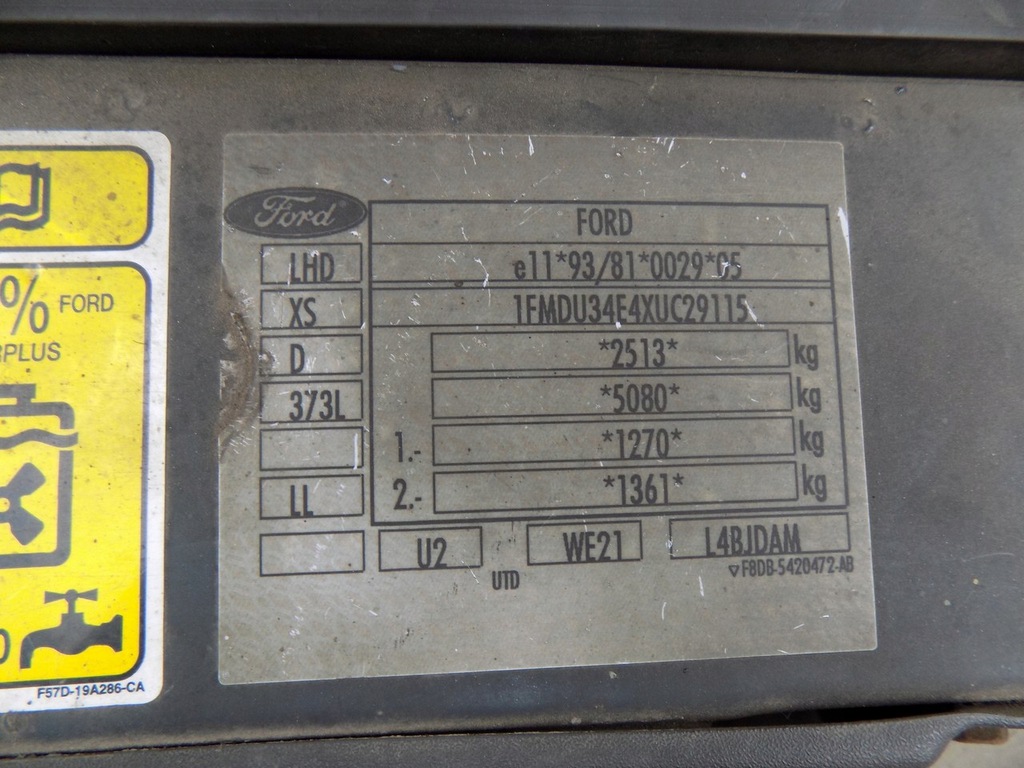 Ford
FORD
LHD
e11*93/81*0029*05
XS
1FMDU34E4XUC29115
D
*2513* kg
373L
*5080* kg
1.- *1270* kg
LL
2.- *1361* kg
U2
WE21
L4BJDAM
UTD
F8DB-5420472-AB
% FORD
PLUS
F57D-19A286-CA